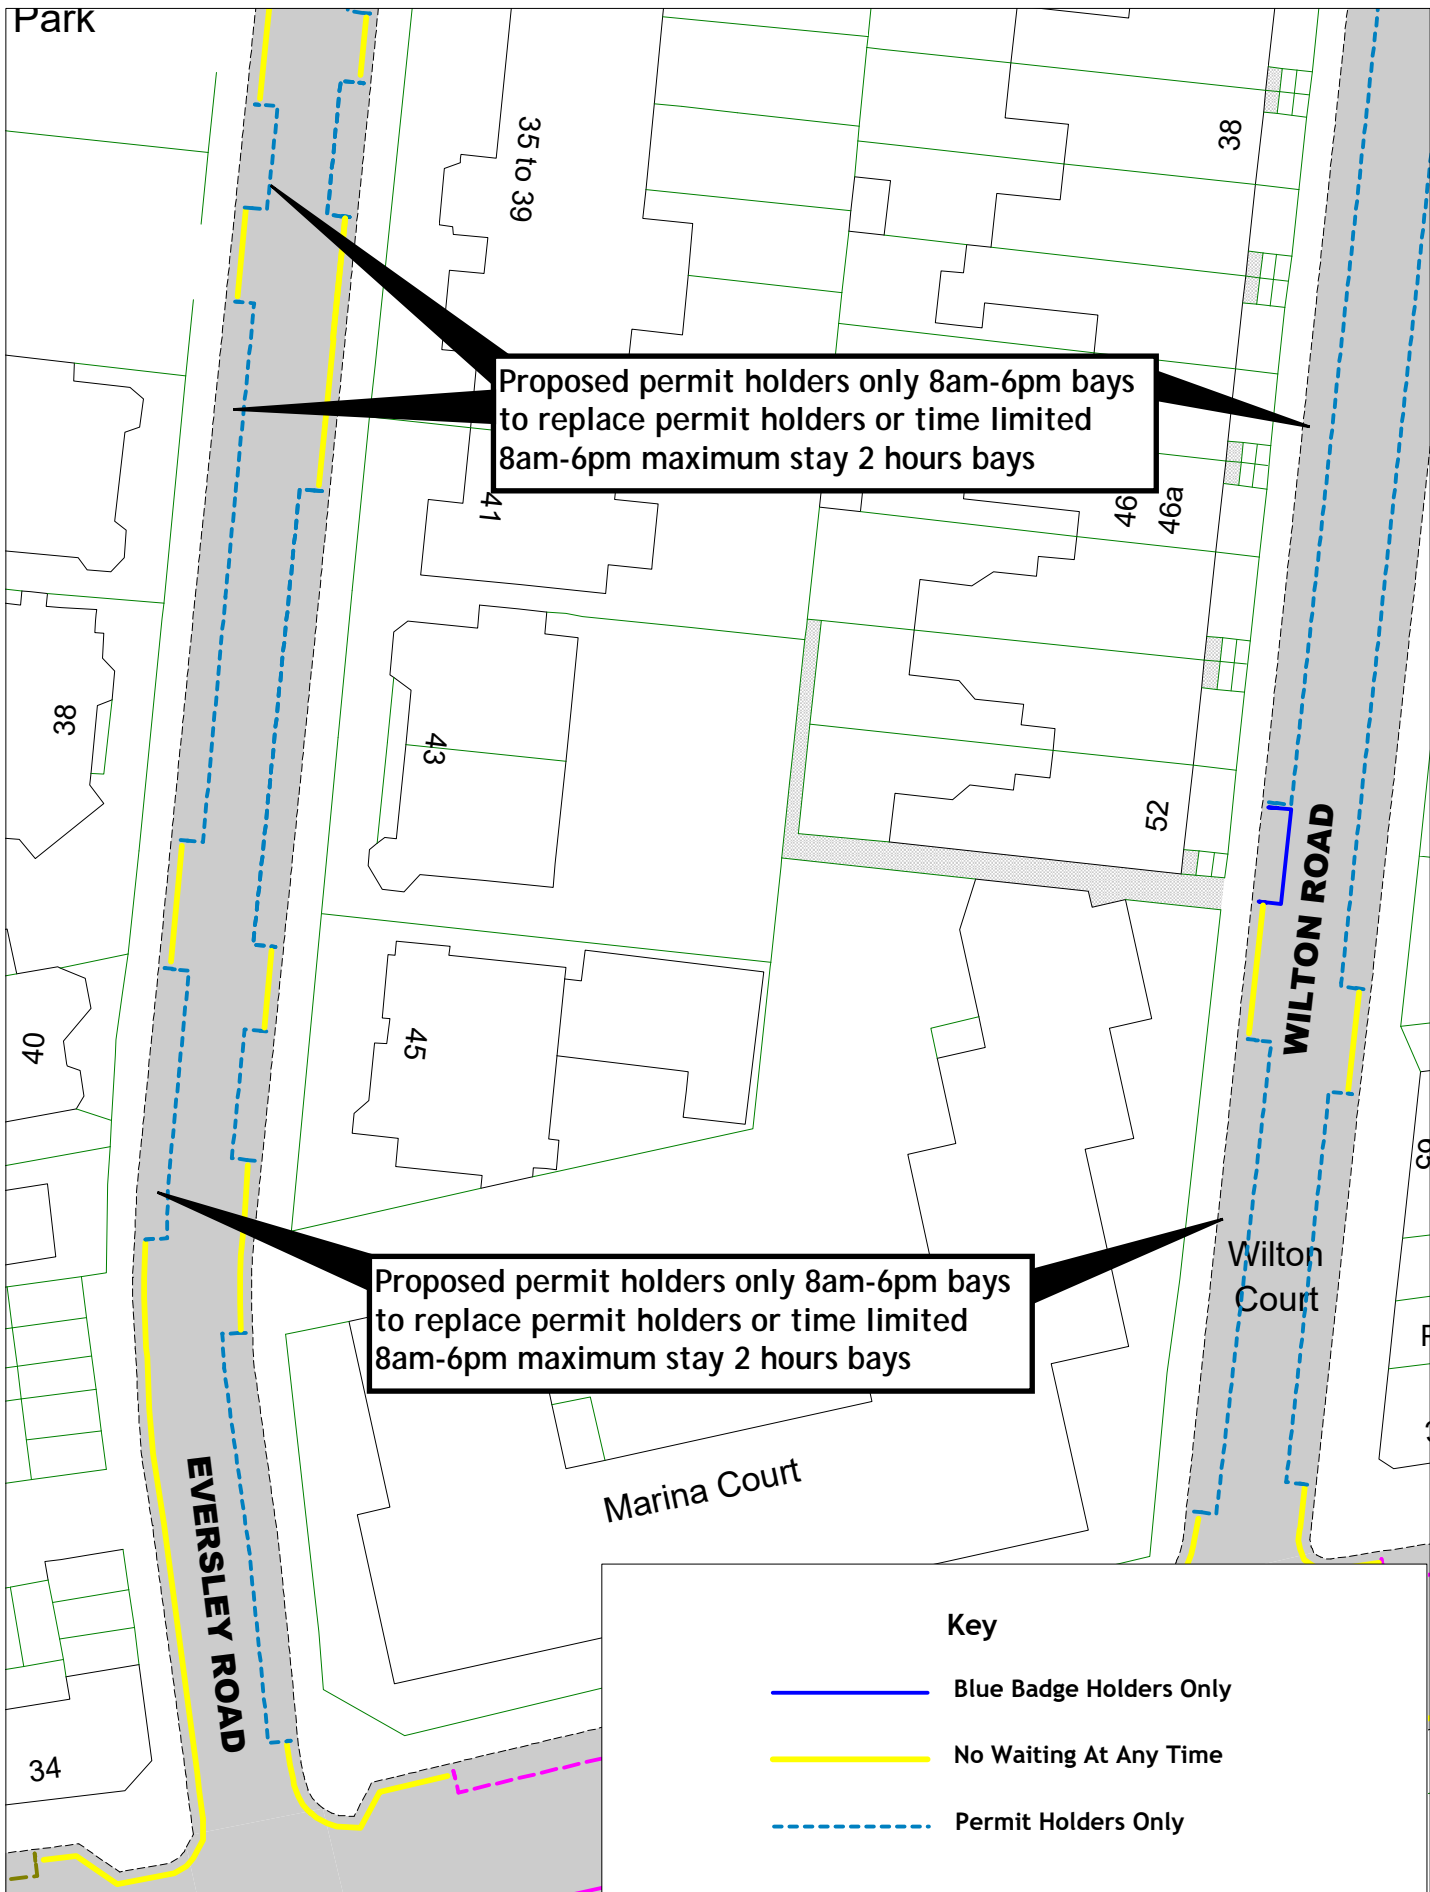 Park
35 to 39
38
Proposed permit holders only 8am-6pm bays
to replace permit holders or time limited
8am-6pm maximum stay 2 hours bays
41
46
46a
38
43
52
WILTON ROAD
40
45
65
Wilton
Court
Proposed permit holders only 8am-6pm bays
to replace permit holders or time limited
8am-6pm maximum stay 2 hours bays
Marina Court
EVERSLEY ROAD
34
Key
Blue Badge Holders Only
No Waiting At Any Time
Permit Holders Only